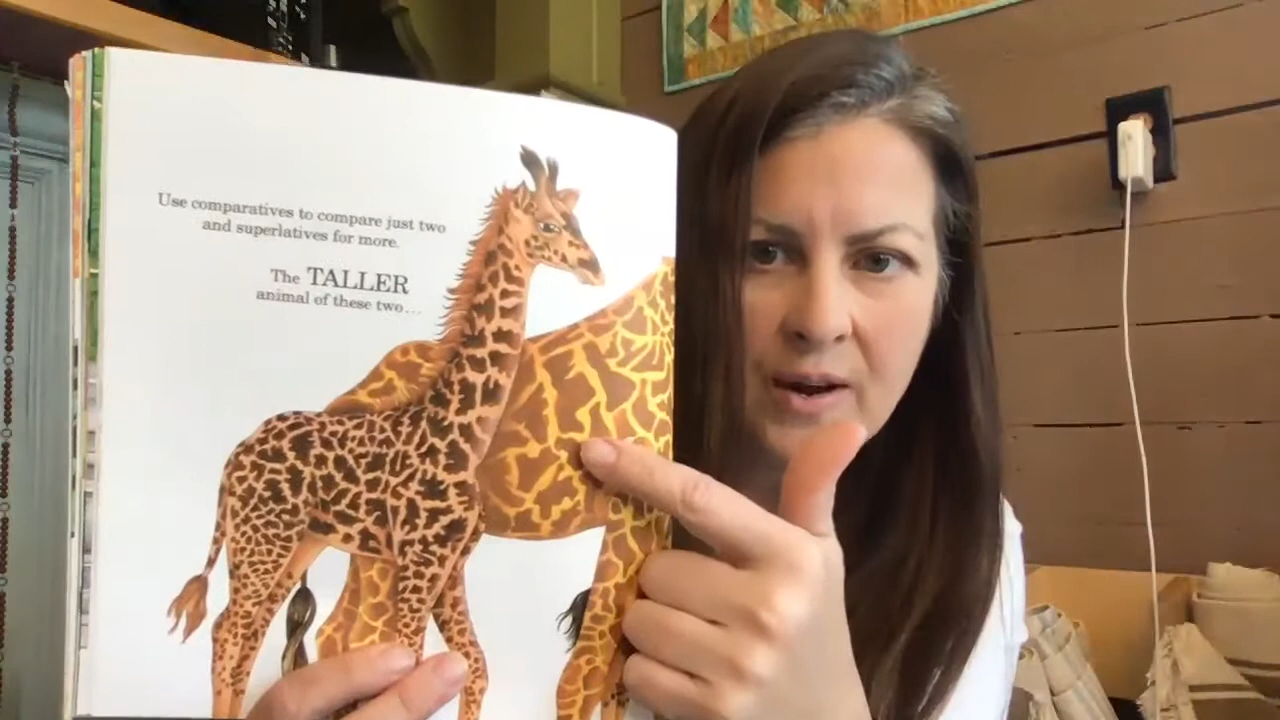 Use comparatives to compare just two
and superlatives for more.
The TALLER
animal of these two...